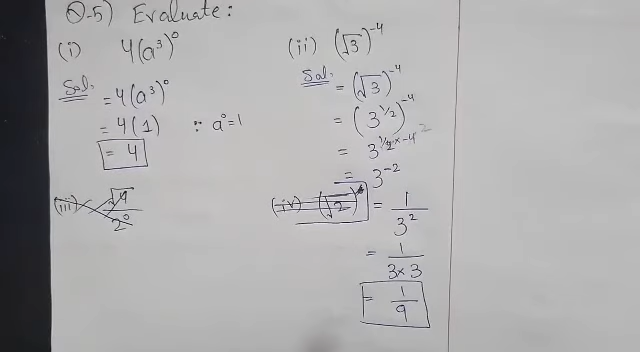 Q.5) Evaluate:
(i) 4(a³)⁰
Sol.
= 4(a³)⁰
= 4(1) ∵ a⁰=1
= 4
(iii) √4/2⁰
(ii) (√3)⁻⁴
Sol.
= (√3)⁻⁴
= (3^1/2)⁻⁴
= 3^1/2×-4 2
= 3⁻²
(iv) (√2)
= 1/3²
= 1/3×3
= 1/9